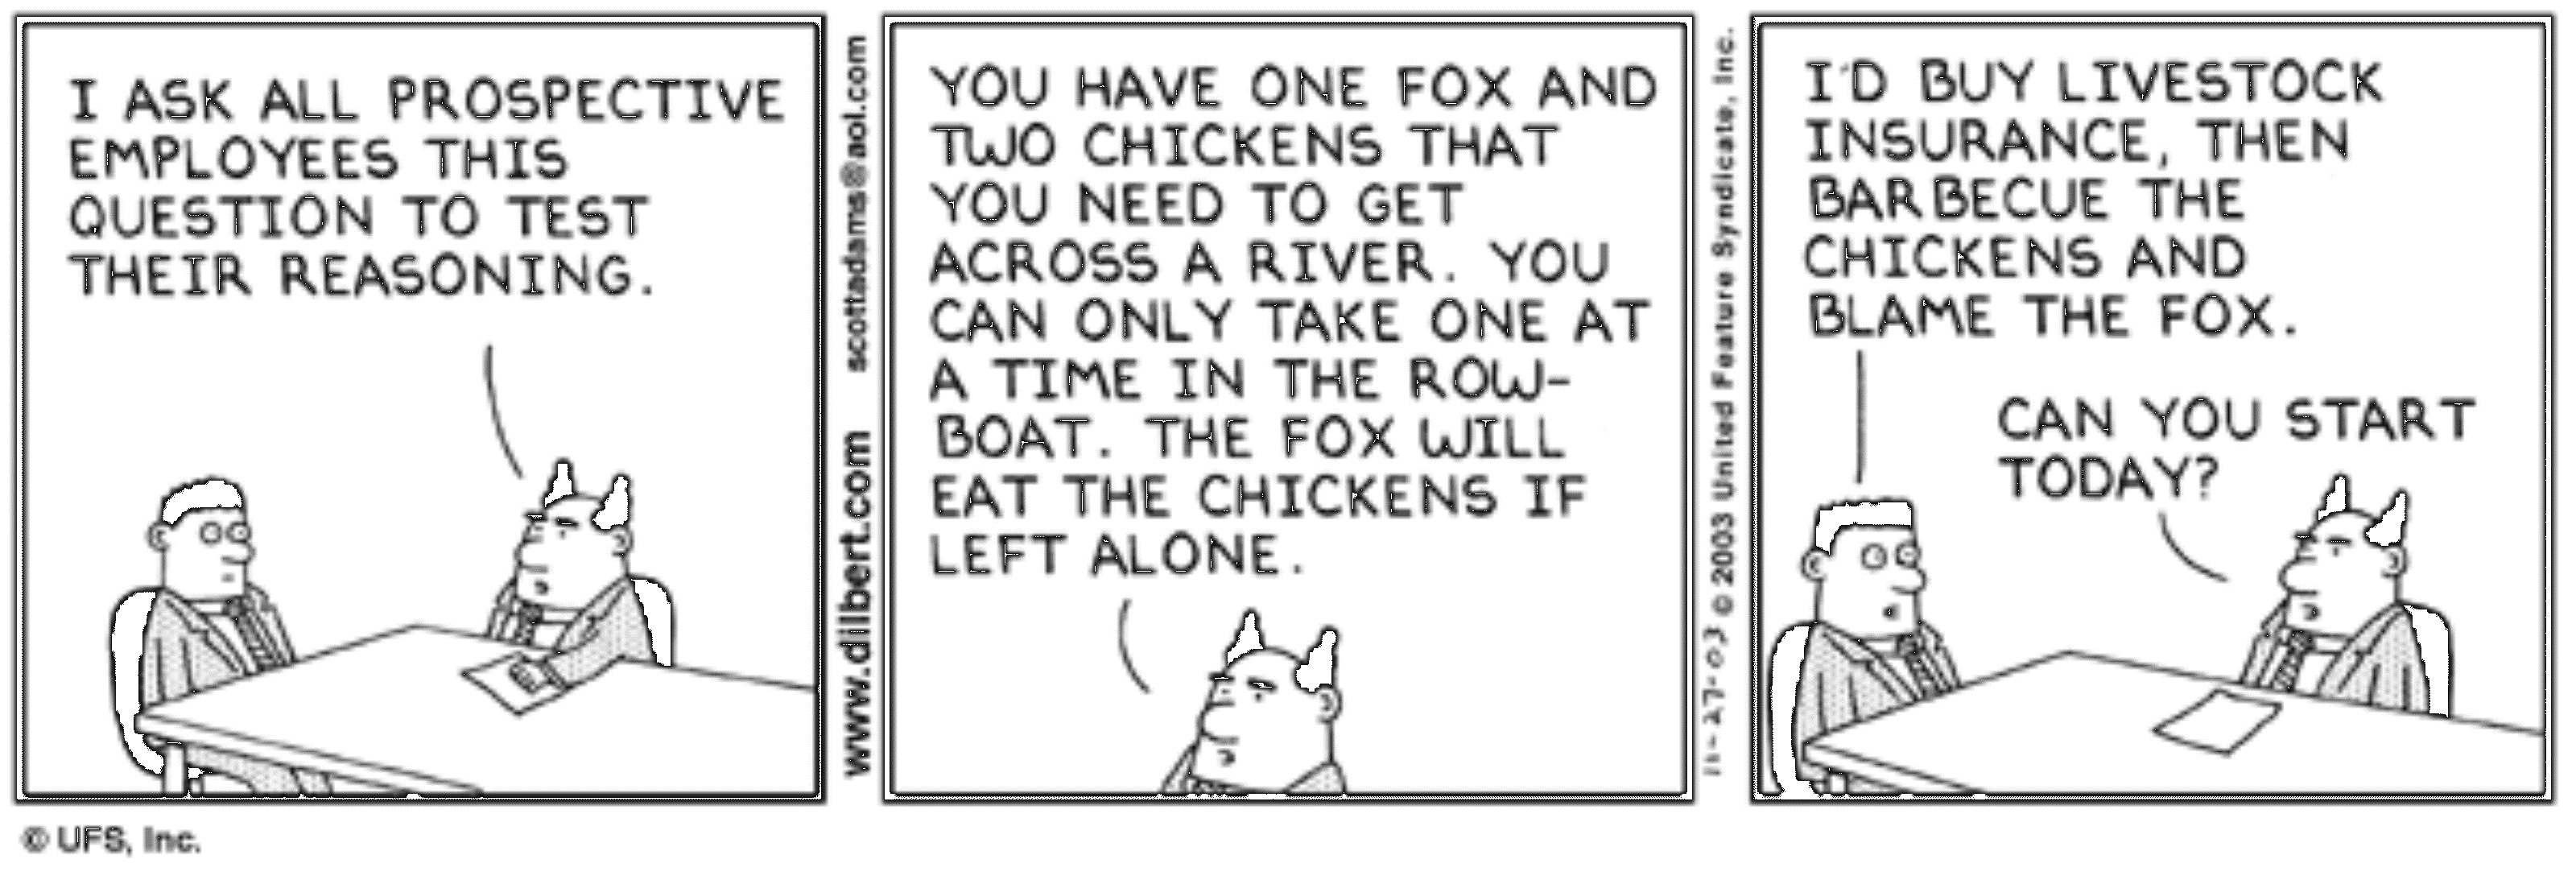 I ASK ALL PROSPECTIVE
EMPLOYEES THIS
QUESTION TO TEST
THEIR REASONING.
www.dilbert.com scottadams@aol.com
YOU HAVE ONE FOX AND
TWO CHICKENS THAT
YOU NEED TO GET
ACROSS A RIVER. YOU
CAN ONLY TAKE ONE AT
A TIME IN THE ROW-
BOAT. THE FOX WILL
EAT THE CHICKENS IF
LEFT ALONE.
11-27-03 © 2003 United Feature Syndicate, Inc.
I'D BUY LIVESTOCK
INSURANCE, THEN
BARBECUE THE
CHICKENS AND
BLAME THE FOX.
CAN YOU START
TODAY?
© UFS, Inc.